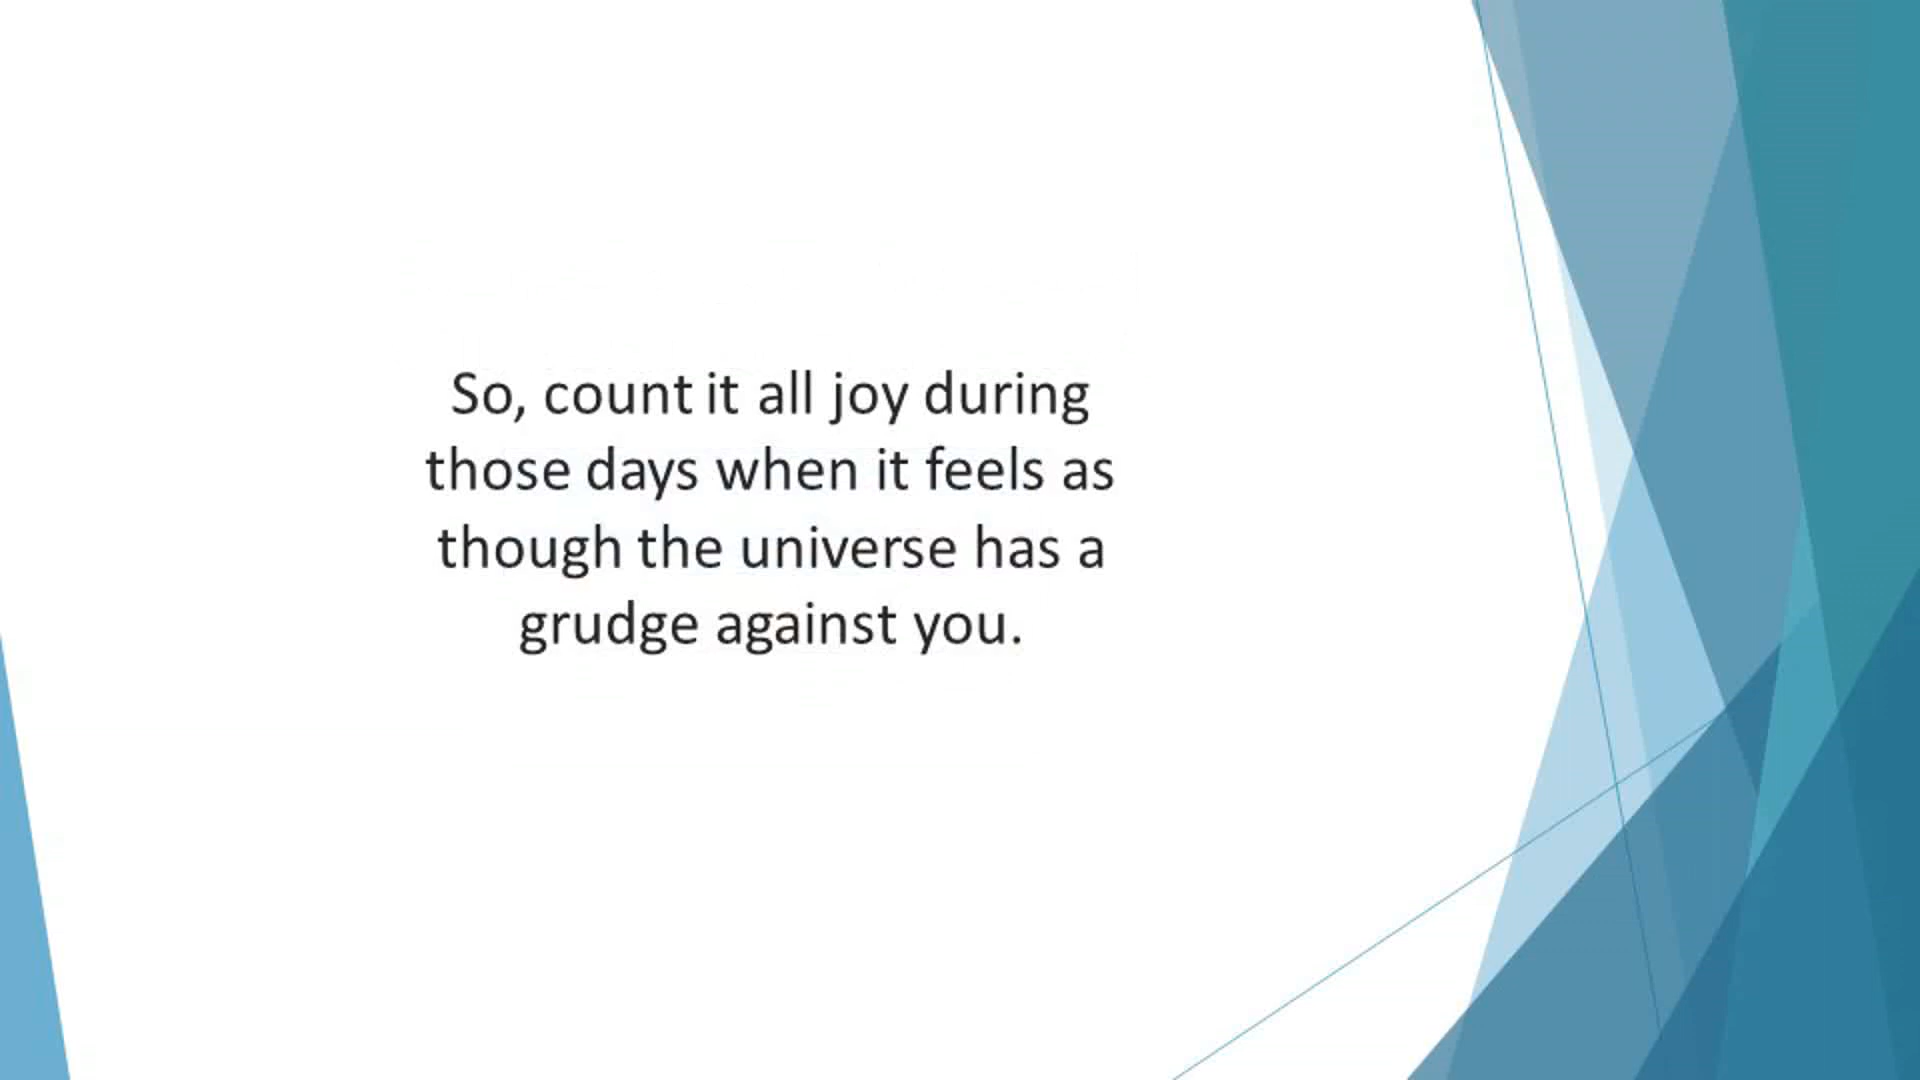 So, count it all joy during
those days when it feels as
though the universe has a
grudge against you.